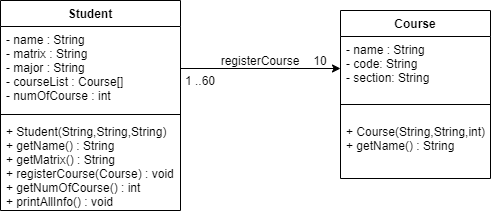 Student
- name : String
- matrix : String
- major : String
- courseList : Course[]
- numOfCourse : int
+ Student(String,String,String)
+ getName() : String
+ getMatrix() : String
+ registerCourse(Course) : void
+ getNumOfCourse() : int
+ printAllInfo() : void
registerCourse 10
1 ..60
Course
- name : String
- code: String
- section: String
+ Course(String,String,int)
+ getName() : String